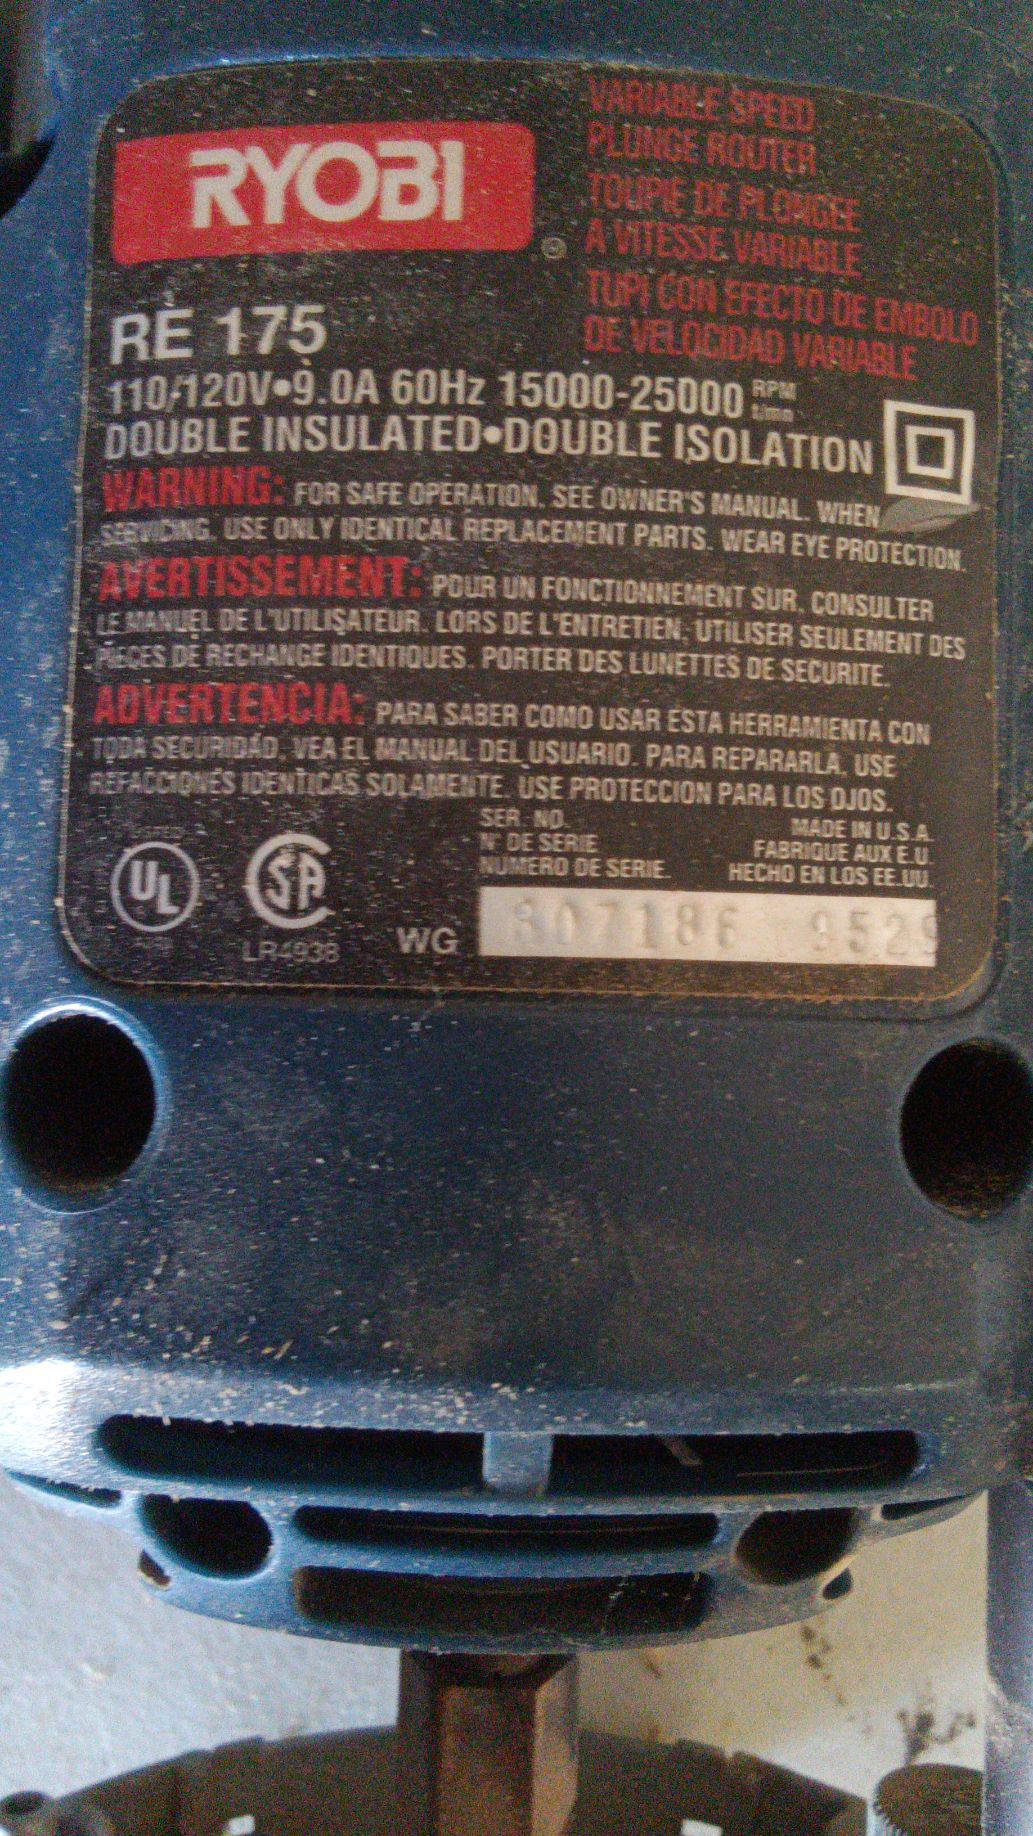 RYOBI
VARIABLE SPEED
PLUNGE ROUTER
TOUPIE DE PLONGEE
A VITESSE VARIABLE
TUPI CON EFECTO DE EMBOLO
DE VELOCIDAD VARIABLE
RE 175
110/120V•9.0A 60Hz 15000-25000 RPM
t/mn
DOUBLE INSULATED•DOUBLE ISOLATION
WARNING: FOR SAFE OPERATION. SEE OWNER'S MANUAL. WHEN
SERVICING, USE ONLY IDENTICAL REPLACEMENT PARTS. WEAR EYE PROTECTION.
AVERTISSEMENT: POUR UN FONCTIONNEMENT SUR. CONSULTER
LE MANUEL DE L'UTILISATEUR. LORS DE L'ENTRETIEN, UTILISER SEULEMENT DES
PIECES DE RECHANGE IDENTIQUES. PORTER DES LUNETTES DE SECURITE.
ADVERTENCIA: PARA SABER COMO USAR ESTA HERRAMIENTA CON
TODA SEGURIDAD, VEA EL MANUAL DEL USUARIO. PARA REPARARLA, USE
REFACCIONES IDENTICAS SOLAMENTE. USE PROTECCION PARA LOS OJOS.
SER. NO.
N° DE SERIE
NUMERO DE SERIE.
MADE IN U.S.A.
FABRIQUE AUX E.U.
HECHO EN LOS EE.UU.
LISTED
UL
SA
LR4938
WG
307186 9529